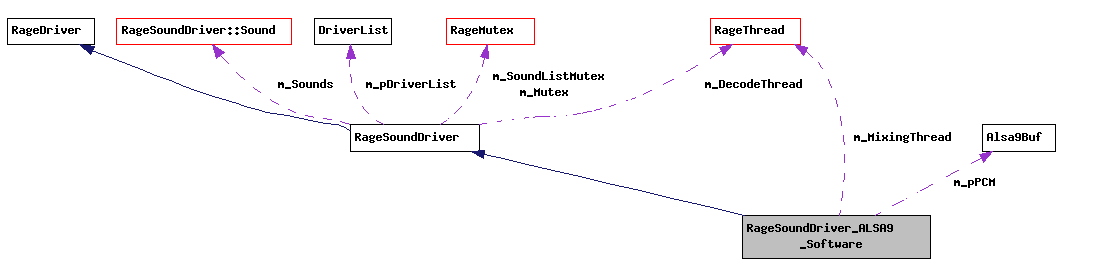 RageDriver
RageSoundDriver::Sound
DriverList
RageMutex
RageThread
m_Sounds
m_pDriverList
m_SoundListMutex
m_Mutex
m_DecodeThread
RageSoundDriver
m_MixingThread
Alsa9Buf
m_pPCM
RageSoundDriver_ALSA9
_Software